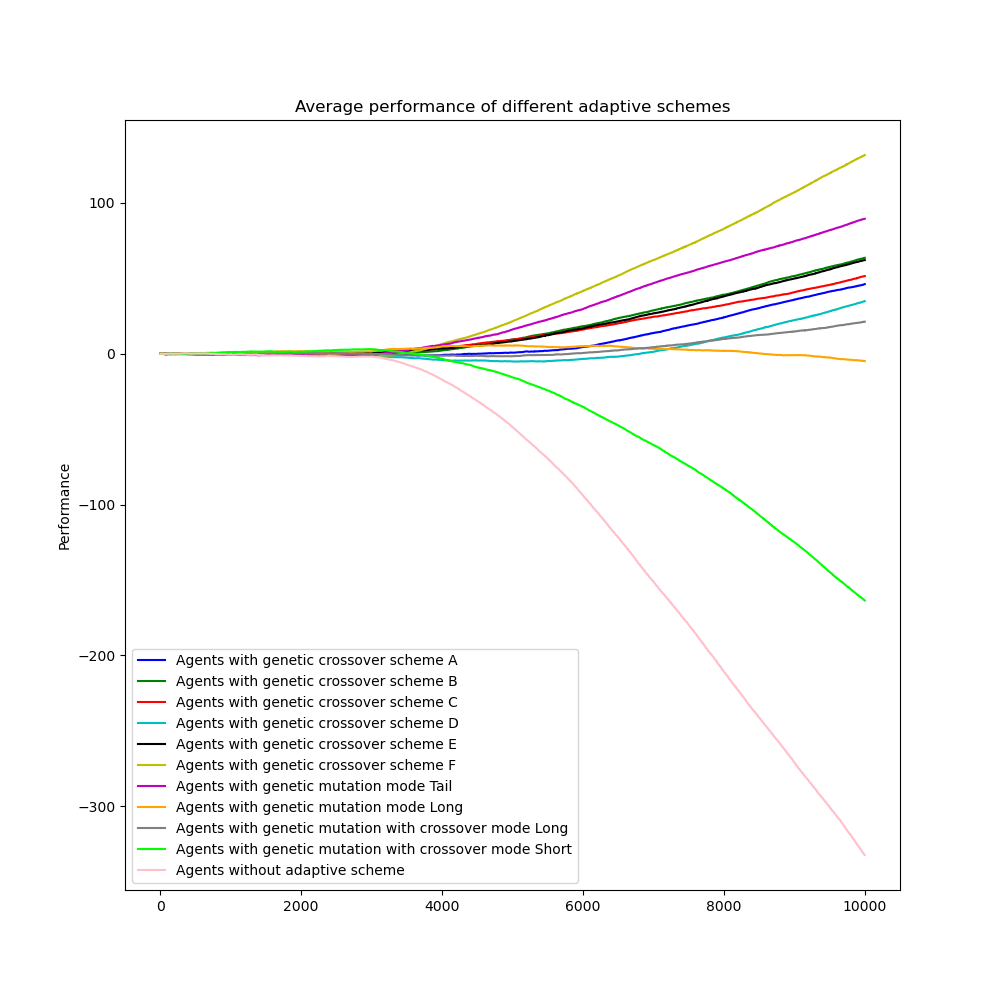 Average performance of different adaptive schemes
100
0
−100
−200
−300
Performance
Agents with genetic crossover scheme A
Agents with genetic crossover scheme B
Agents with genetic crossover scheme C
Agents with genetic crossover scheme D
Agents with genetic crossover scheme E
Agents with genetic crossover scheme F
Agents with genetic mutation mode Tail
Agents with genetic mutation mode Long
Agents with genetic mutation with crossover mode Long
Agents with genetic mutation with crossover mode Short
Agents without adaptive scheme
0 2000 4000 6000 8000 10000